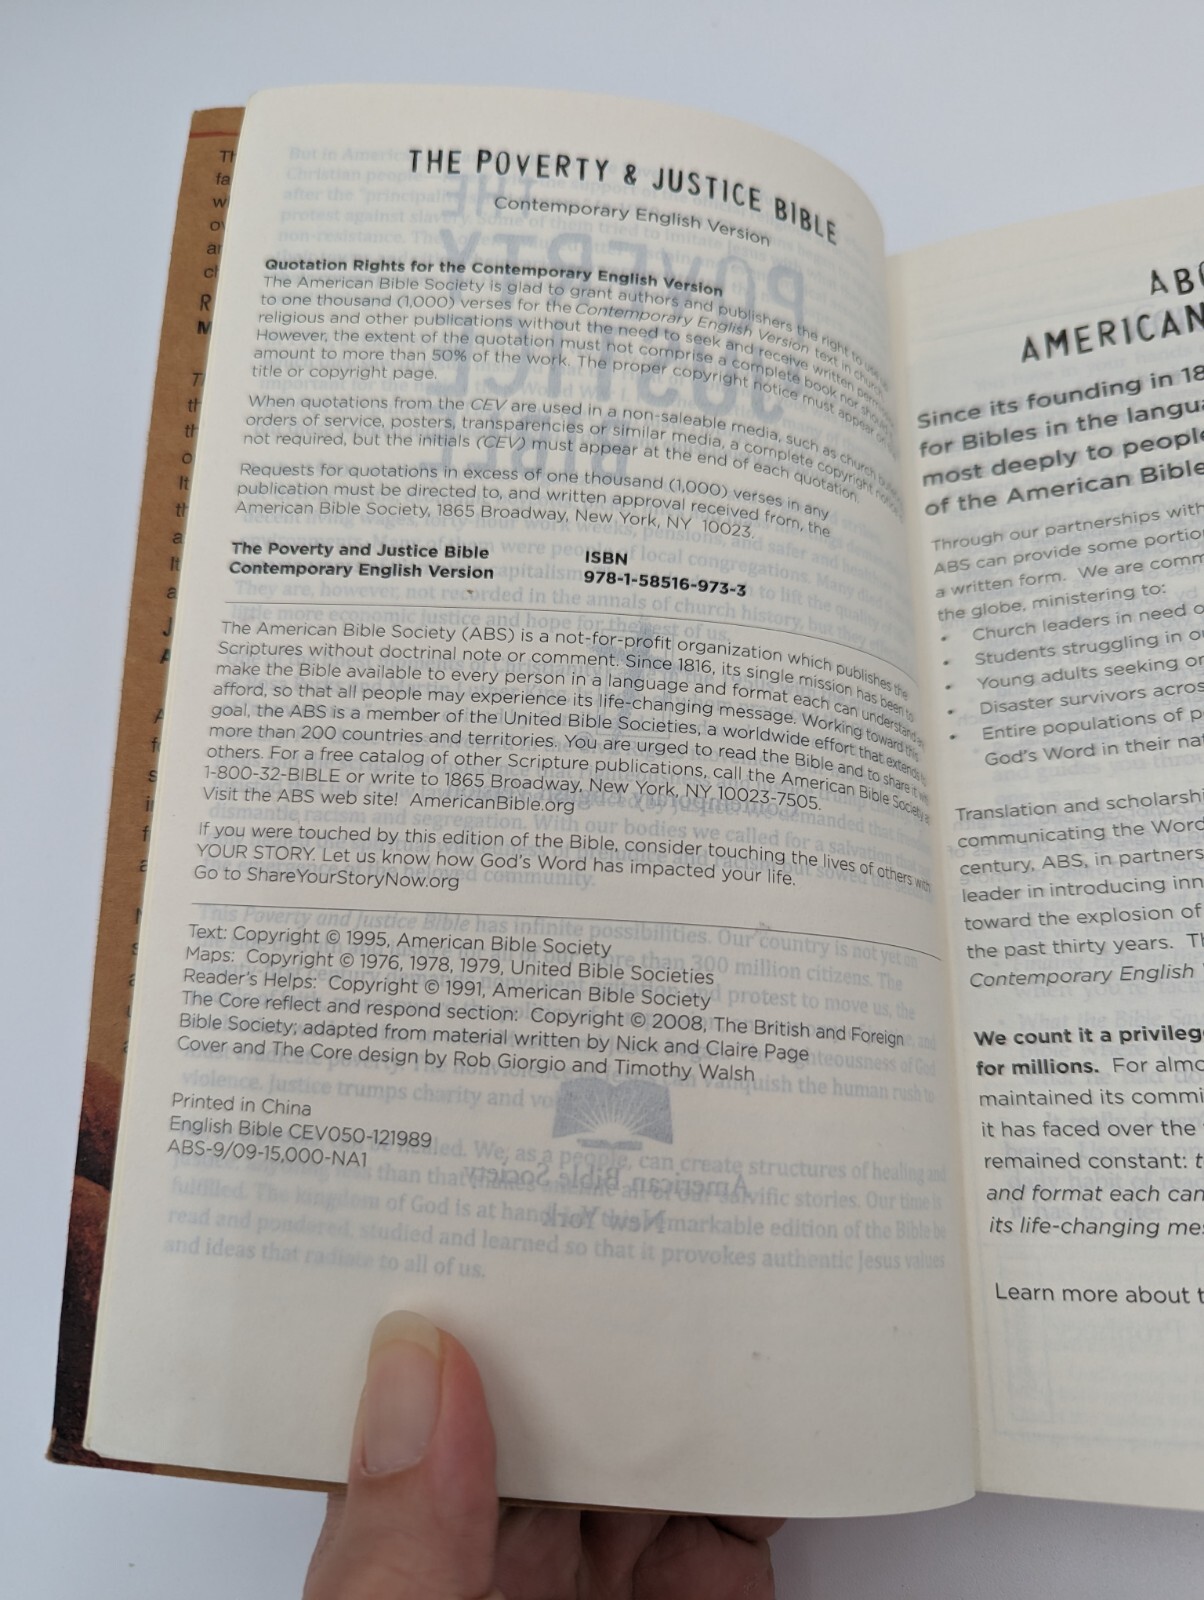 THE POVERTY & JUSTICE BIBLE
Contemporary English Version
Quotation Rights for the Contemporary English Version
The American Bible Society is glad to grant authors and publishers the right to use up
to one thousand (1,000) verses for the Contemporary English Version text in church,
religious and other publications without the need to seek and receive written permission.
However, the extent of the quotation must not comprise a complete book nor should it
amount to more than 50% of the work. The proper copyright notice must appear on
title or copyright page.
When quotations from the CEV are used in a non-saleable media, such as church
orders of service, posters, transparencies or similar media, a complete copyright notice
not required, but the initials (CEV) must appear at the end of each quotation.
Requests for quotations in excess of one thousand (1,000) verses in any
publication must be directed to, and written approval received from, the
American Bible Society, 1865 Broadway, New York, NY 10023.
The Poverty and Justice Bible ISBN
Contemporary English Version 978-1-58516-973-3
The American Bible Society (ABS) is a not-for-profit organization which publishes the
Scriptures without doctrinal note or comment. Since 1816, its single mission has been to
make the Bible available to every person in a language and format each can understand and
afford, so that all people may experience its life-changing message. Working toward this
goal, the ABS is a member of the United Bible Societies, a worldwide effort that extends to
more than 200 countries and territories. You are urged to read the Bible and to share it with
others. For a free catalog of other Scripture publications, call the American Bible Society at
1-800-32-BIBLE or write to 1865 Broadway, New York, NY 10023-7505.
Visit the ABS web site! AmericanBible.org
If you were touched by this edition of the Bible, consider touching the lives of others with
YOUR STORY. Let us know how God's Word has impacted your life.
Go to ShareYourStoryNow.org
Text: Copyright © 1995, American Bible Society
Maps: Copyright © 1976, 1978, 1979, United Bible Societies
Reader's Helps: Copyright © 1991, American Bible Society
The Core reflect and respond section: Copyright © 2008, The British and Foreign
Bible Society; adapted from material written by Nick and Claire Page
Cover and The Core design by Rob Giorgio and Timothy Walsh
Printed in China
English Bible CEV050-121989
ABS-9/09-15,000-NA1
AMERICAN
Since its founding in 18
for Bibles in the langua
most deeply to people
of the American Bible
Through our partnerships with
ABS can provide some portio
a written form. We are comm
the globe, ministering to:
• Church leaders in need o
• Students struggling in o
• Young adults seeking or
• Disaster survivors acros
• Entire populations of p
God's Word in their nat
Translation and scholarshi
communicating the Word
century, ABS, in partners
leader in introducing inn
toward the explosion of
the past thirty years. Th
Contemporary English
We count it a privileg
for millions. For almo
maintained its commi
it has faced over the
remained constant: t
and format each can
its life-changing mes
Learn more about t